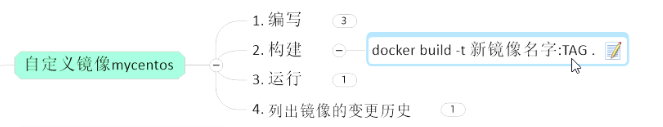 自定义镜像mycentos
1. 编写 3
2. 构建
docker build -t 新镜像名字:TAG .
3. 运行 1
4. 列出镜像的变更历史 1